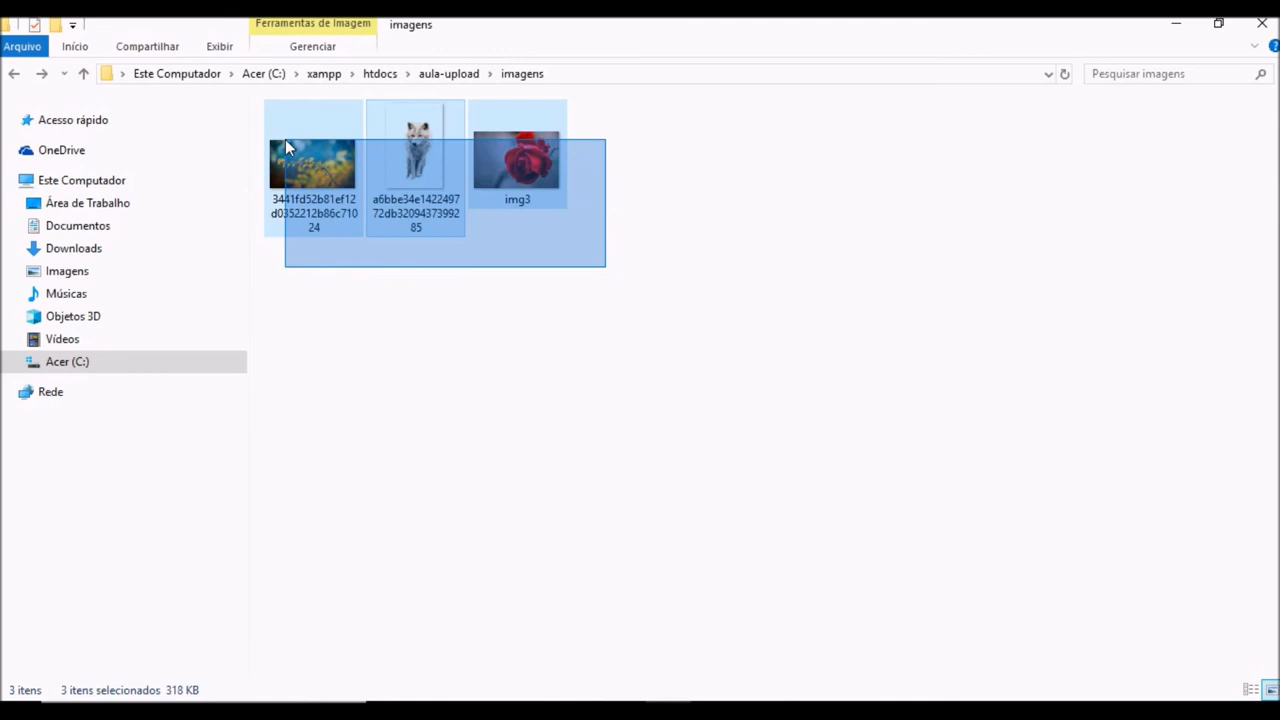 Ferramentas de Imagem
imagens
Arquivo
Início
Compartilhar
Exibir
Gerenciar
Este Computador
Acer (C:)
xampp
htdocs
aula-upload
imagens
Pesquisar imagens
Acesso rápido
OneDrive
Este Computador
Área de Trabalho
Documentos
Downloads
Imagens
Músicas
Objetos 3D
Vídeos
Acer (C:)
Rede
3441fd52b81ef12
d0352212b86c710
24
a6bbe34e1422497
72db32094373992
85
img3
3 itens
3 itens selecionados 318 KB